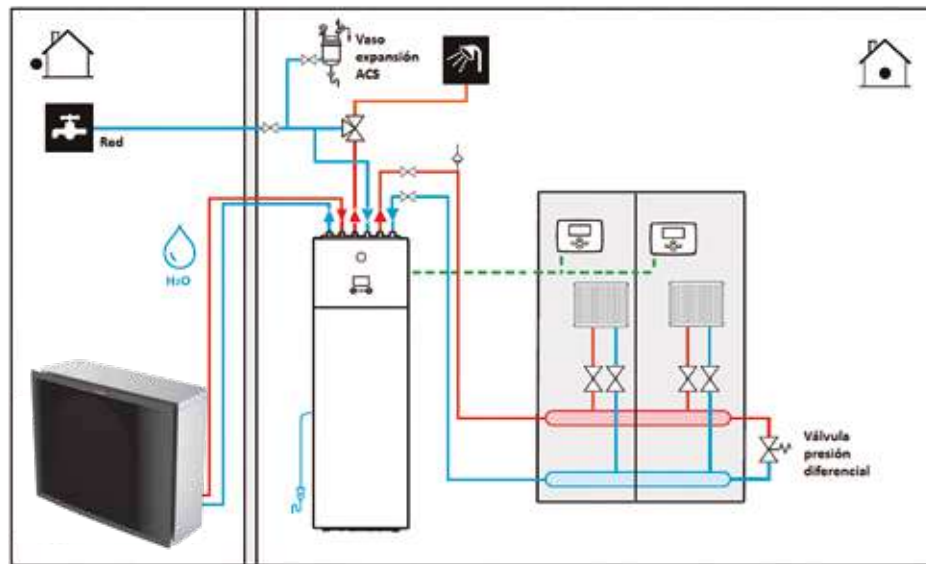 Vaso
expansión
ACS
Red
H₂O
Válvula
presión
diferencial